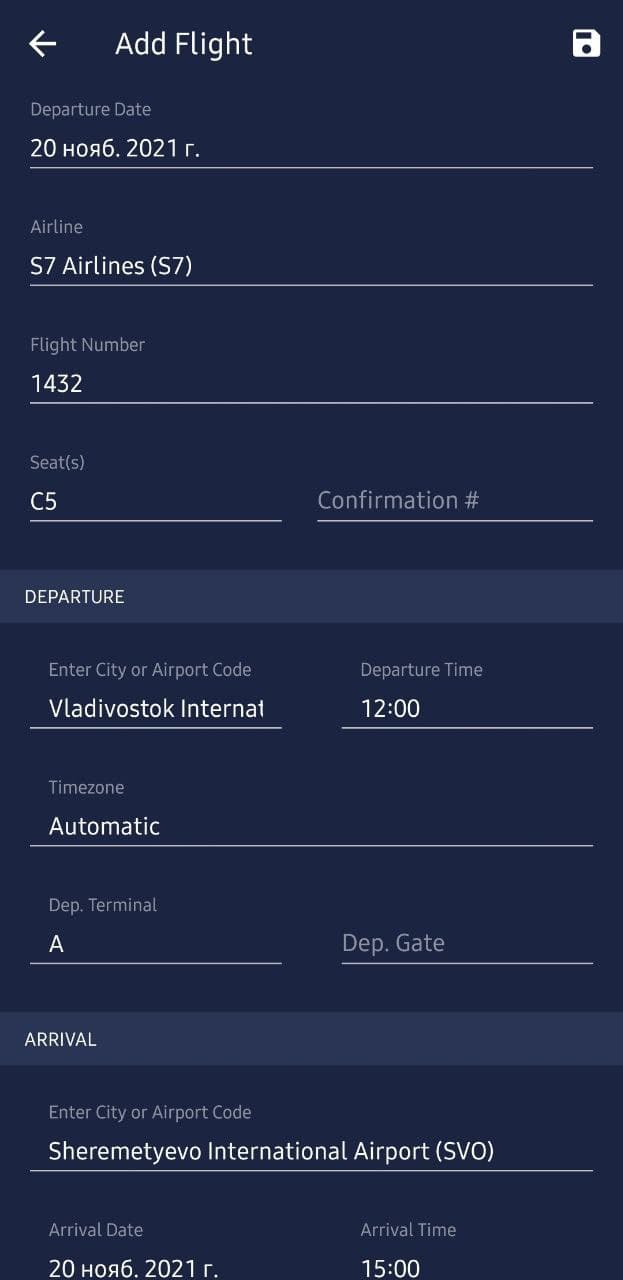 Add Flight
Departure Date
20 нояб. 2021 г.
Airline
S7 Airlines (S7)
Flight Number
1432
Seat(s)
C5
Confirmation #
DEPARTURE
Enter City or Airport Code
Departure Time
Vladivostok Internat
12:00
Timezone
Automatic
Dep. Terminal
A
Dep. Gate
ARRIVAL
Enter City or Airport Code
Sheremetyevo International Airport (SVO)
Arrival Date
Arrival Time
20 нояб. 2021 г.
15:00